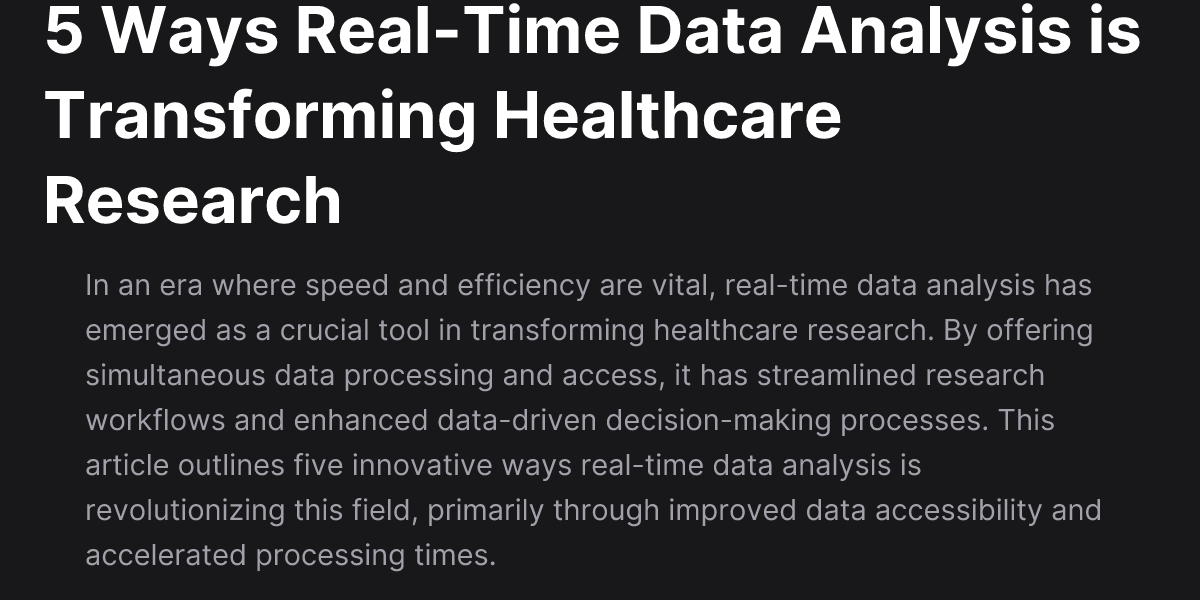 5 Ways Real-Time Data Analysis is
Transforming Healthcare
Research
In an era where speed and efficiency are vital, real-time data analysis has
emerged as a crucial tool in transforming healthcare research. By offering
simultaneous data processing and access, it has streamlined research
workflows and enhanced data-driven decision-making processes. This
article outlines five innovative ways real-time data analysis is
revolutionizing this field, primarily through improved data accessibility and
accelerated processing times.